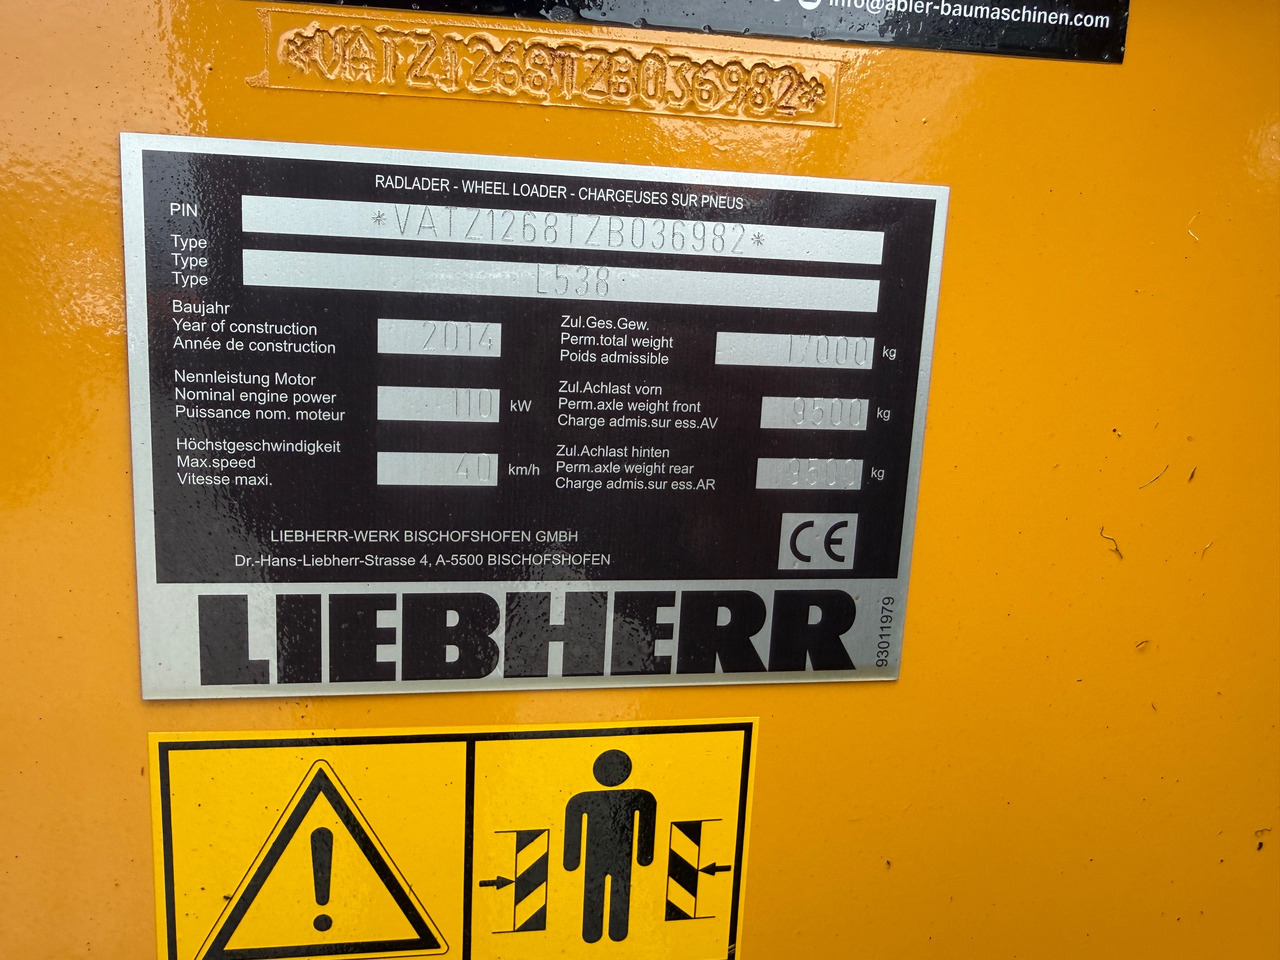 info@abler-baumaschinen.com
*VATZ1268TZB036982*
RADLADER - WHEEL LOADER - CHARGEUSES SUR PNEUS
PIN *VATZ1268TZB036982*
Type
Type L538
Type
Baujahr
Year of construction 2014
Année de construction
Zul.Ges.Gew.
Perm.total weight 17000 kg
Poids admissible
Nennleistung Motor
Nominal engine power 110 kW
Puissance nom. moteur
Zul.Achlast vorn
Perm.axle weight front 9500 kg
Charge admis.sur ess.AV
Höchstgeschwindigkeit
Max.speed 40 km/h
Vitesse maxi.
Zul.Achlast hinten
Perm.axle weight rear 9500 kg
Charge admis.sur ess.AR
LIEBHERR-WERK BISCHOFSHOFEN GMBH
Dr.-Hans-Liebherr-Strasse 4, A-5500 BISCHOFSHOFEN
CE
LIEBHERR
93011979